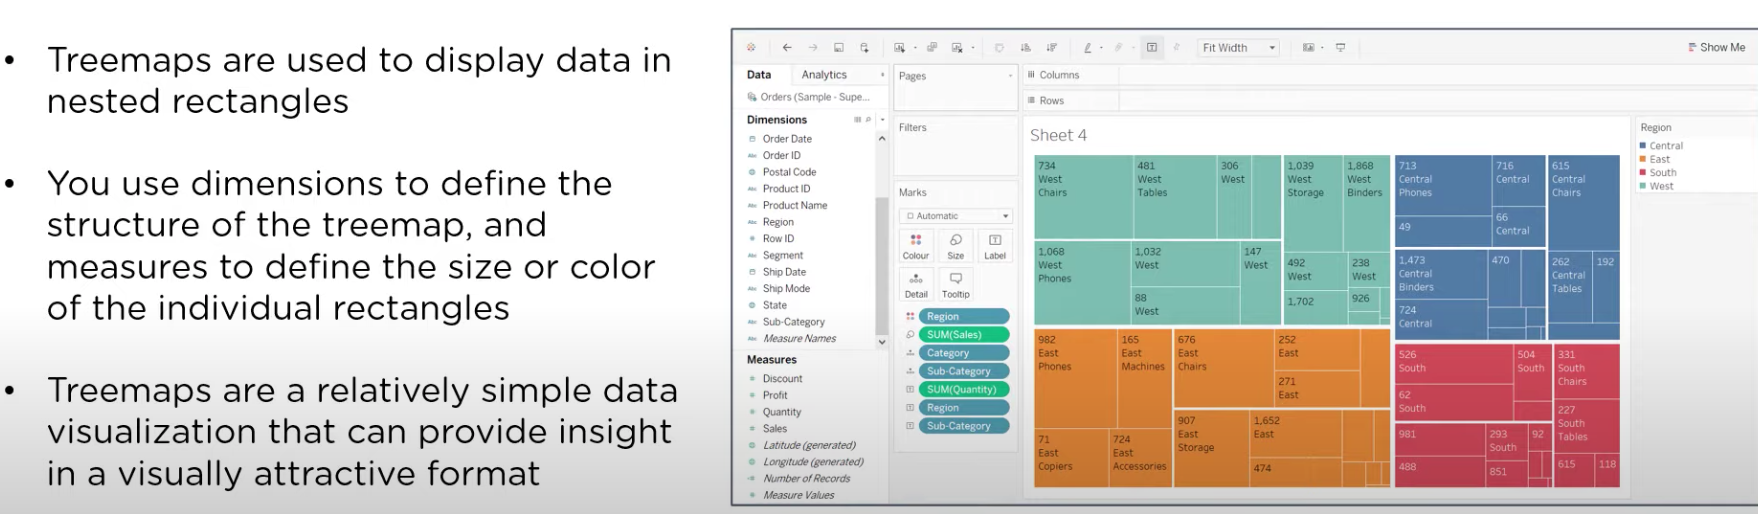 • Treemaps are used to display data in
nested rectangles
• You use dimensions to define the
structure of the treemap, and
measures to define the size or color
of the individual rectangles
• Treemaps are a relatively simple data
visualization that can provide insight
in a visually attractive format
Fit Width
Show Me
Data Analytics
Orders (Sample - Supe...
Dimensions
Order Date
Order ID
Postal Code
Product ID
Product Name
Region
Row ID
Segment
Ship Date
Ship Mode
State
Sub-Category
Measure Names
Measures
Discount
Profit
Quantity
Sales
Latitude (generated)
Longitude (generated)
Number of Records
Measure Values
Pages
Filters
Marks
Automatic
Colour Size Label
Detail Tooltip
Region
SUM(Sales)
Category
Sub-Category
SUM(Quantity)
Region
Sub-Category
Columns
Rows
Sheet 4
734
West
Chairs
481
West
Tables
306
West
1,039
West
Storage
1,868
West
Binders
1,068
West
Phones
1,032
West
147
West
88
West
492
West
238
West
1,702
926
713
Central
Phones
716
Central
615
Central
Chairs
49
66
Central
1,473
Central
Binders
470
262
Central
Tables
192
724
Central
982
East
Phones
165
East
Machines
676
East
Chairs
252
East
271
East
71
East
Copiers
724
East
Accessories
907
East
Storage
1,652
East
474
526
South
504
South
331
South
Chairs
62
South
227
South
Tables
981
293
South
92
488
851
615
118
Region
Central
East
South
West